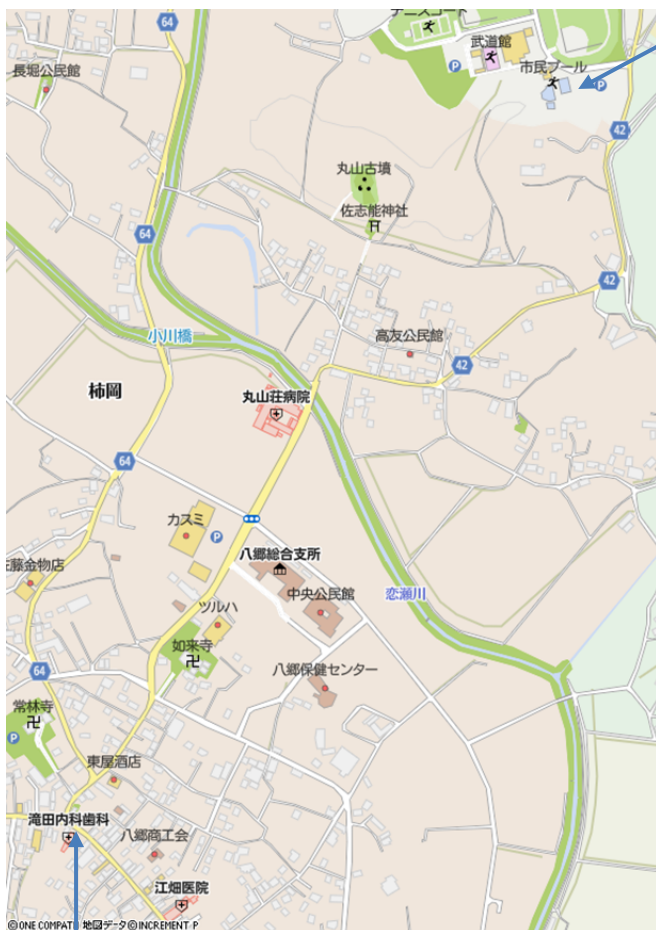 テニスコート
64
武道館
P
長堀公民館
市民プール
P
42
丸山古墳
佐志能神社
64
42
小川橋
高友公民館
42
柿岡
丸山荘病院
64
カスミ
P
八郷総合支所
佐藤金物店
中央公民館
恋瀬川
ツルハ
如来寺
八郷保健センター
64
常林寺
P
東屋酒店
滝田内科歯科
八郷商工会
江畑医院
©ONE COMPATH 地図データ©INCREMENT P